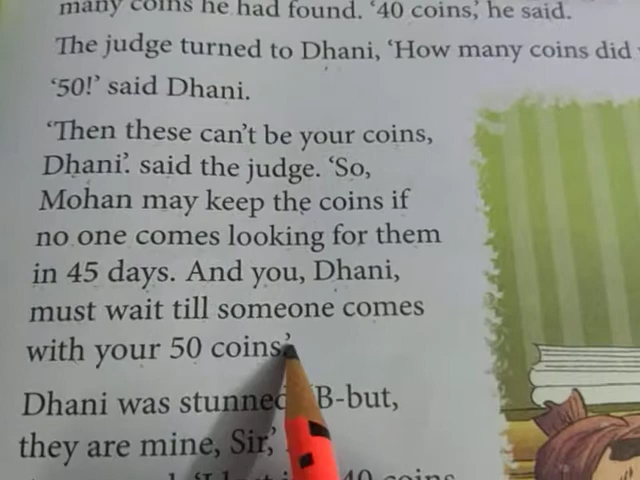 many coins he had found. '40 coins,' he said.
The judge turned to Dhani, 'How many coins did
'50!' said Dhani.
'Then these can't be your coins,
Dhani'. said the judge. 'So,
Mohan may keep the coins if
no one comes looking for them
in 45 days. And you, Dhani,
must wait till someone comes
with your 50 coins.'
Dhani was stunned. 'B-but,
they are mine, Sir,'
40 coins